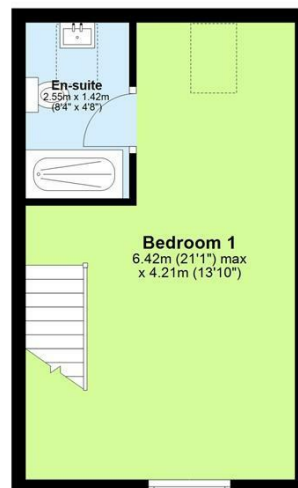 En-suite
2.55m x 1.42m
(8'4" x 4'8")
Bedroom 1
6.42m (21'1") max
x 4.21m (13'10")